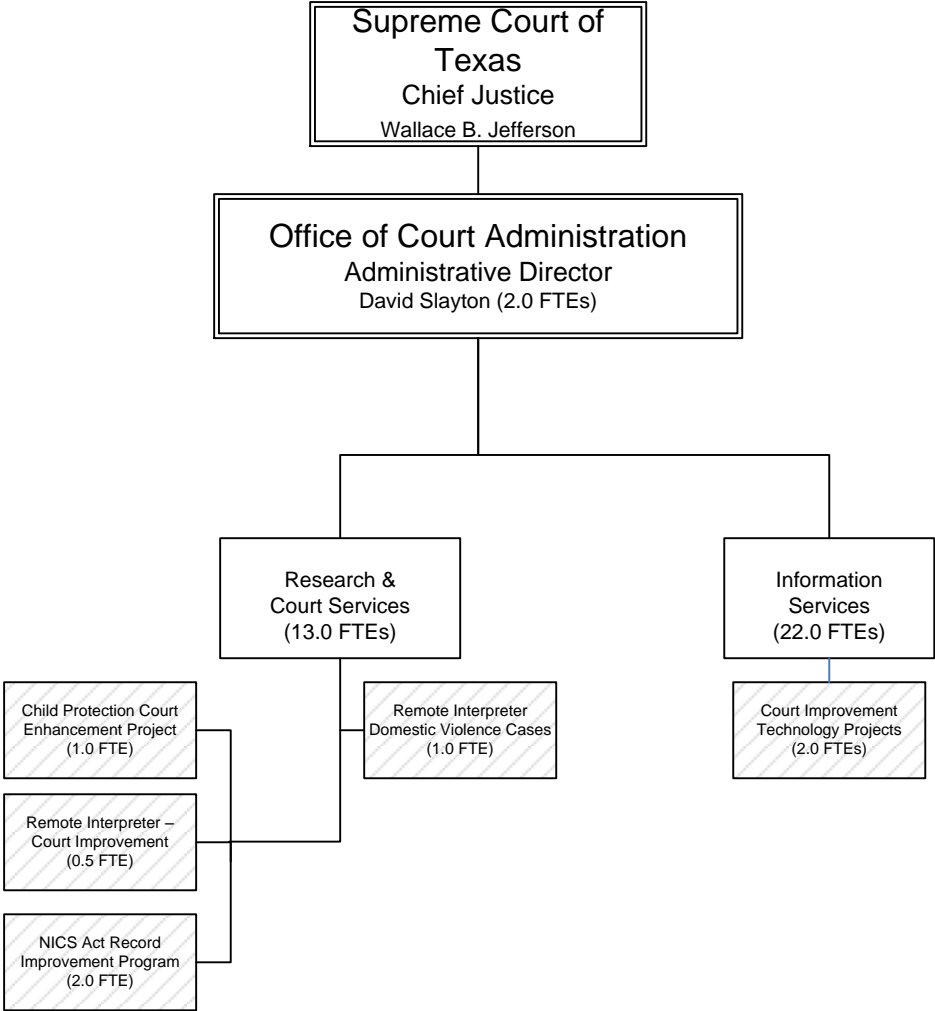 Supreme Court of
Texas
Chief Justice
Wallace B. Jefferson
Office of Court Administration
Administrative Director
David Slayton (2.0 FTEs)
Research &
Court Services
(13.0 FTEs)
Information
Services
(22.0 FTEs)
Child Protection Court
Enhancement Project
(1.0 FTE)
Remote Interpreter
Domestic Violence Cases
(1.0 FTE)
Court Improvement
Technology Projects
(2.0 FTEs)
Remote Interpreter –
Court Improvement
(0.5 FTE)
NICS Act Record
Improvement Program
(2.0 FTE)